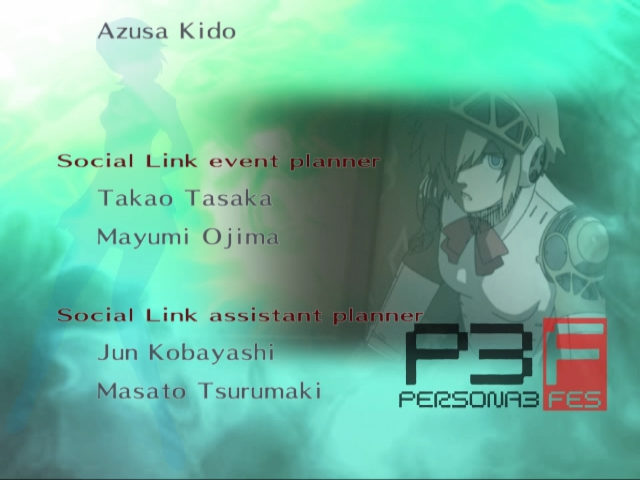 Azusa Kido
Social Link event planner
Takao Tasaka
Mayumi Ojima
Social Link assistant planner
Jun Kobayashi
Masato Tsurumaki
P3F
PERSONA3 FES